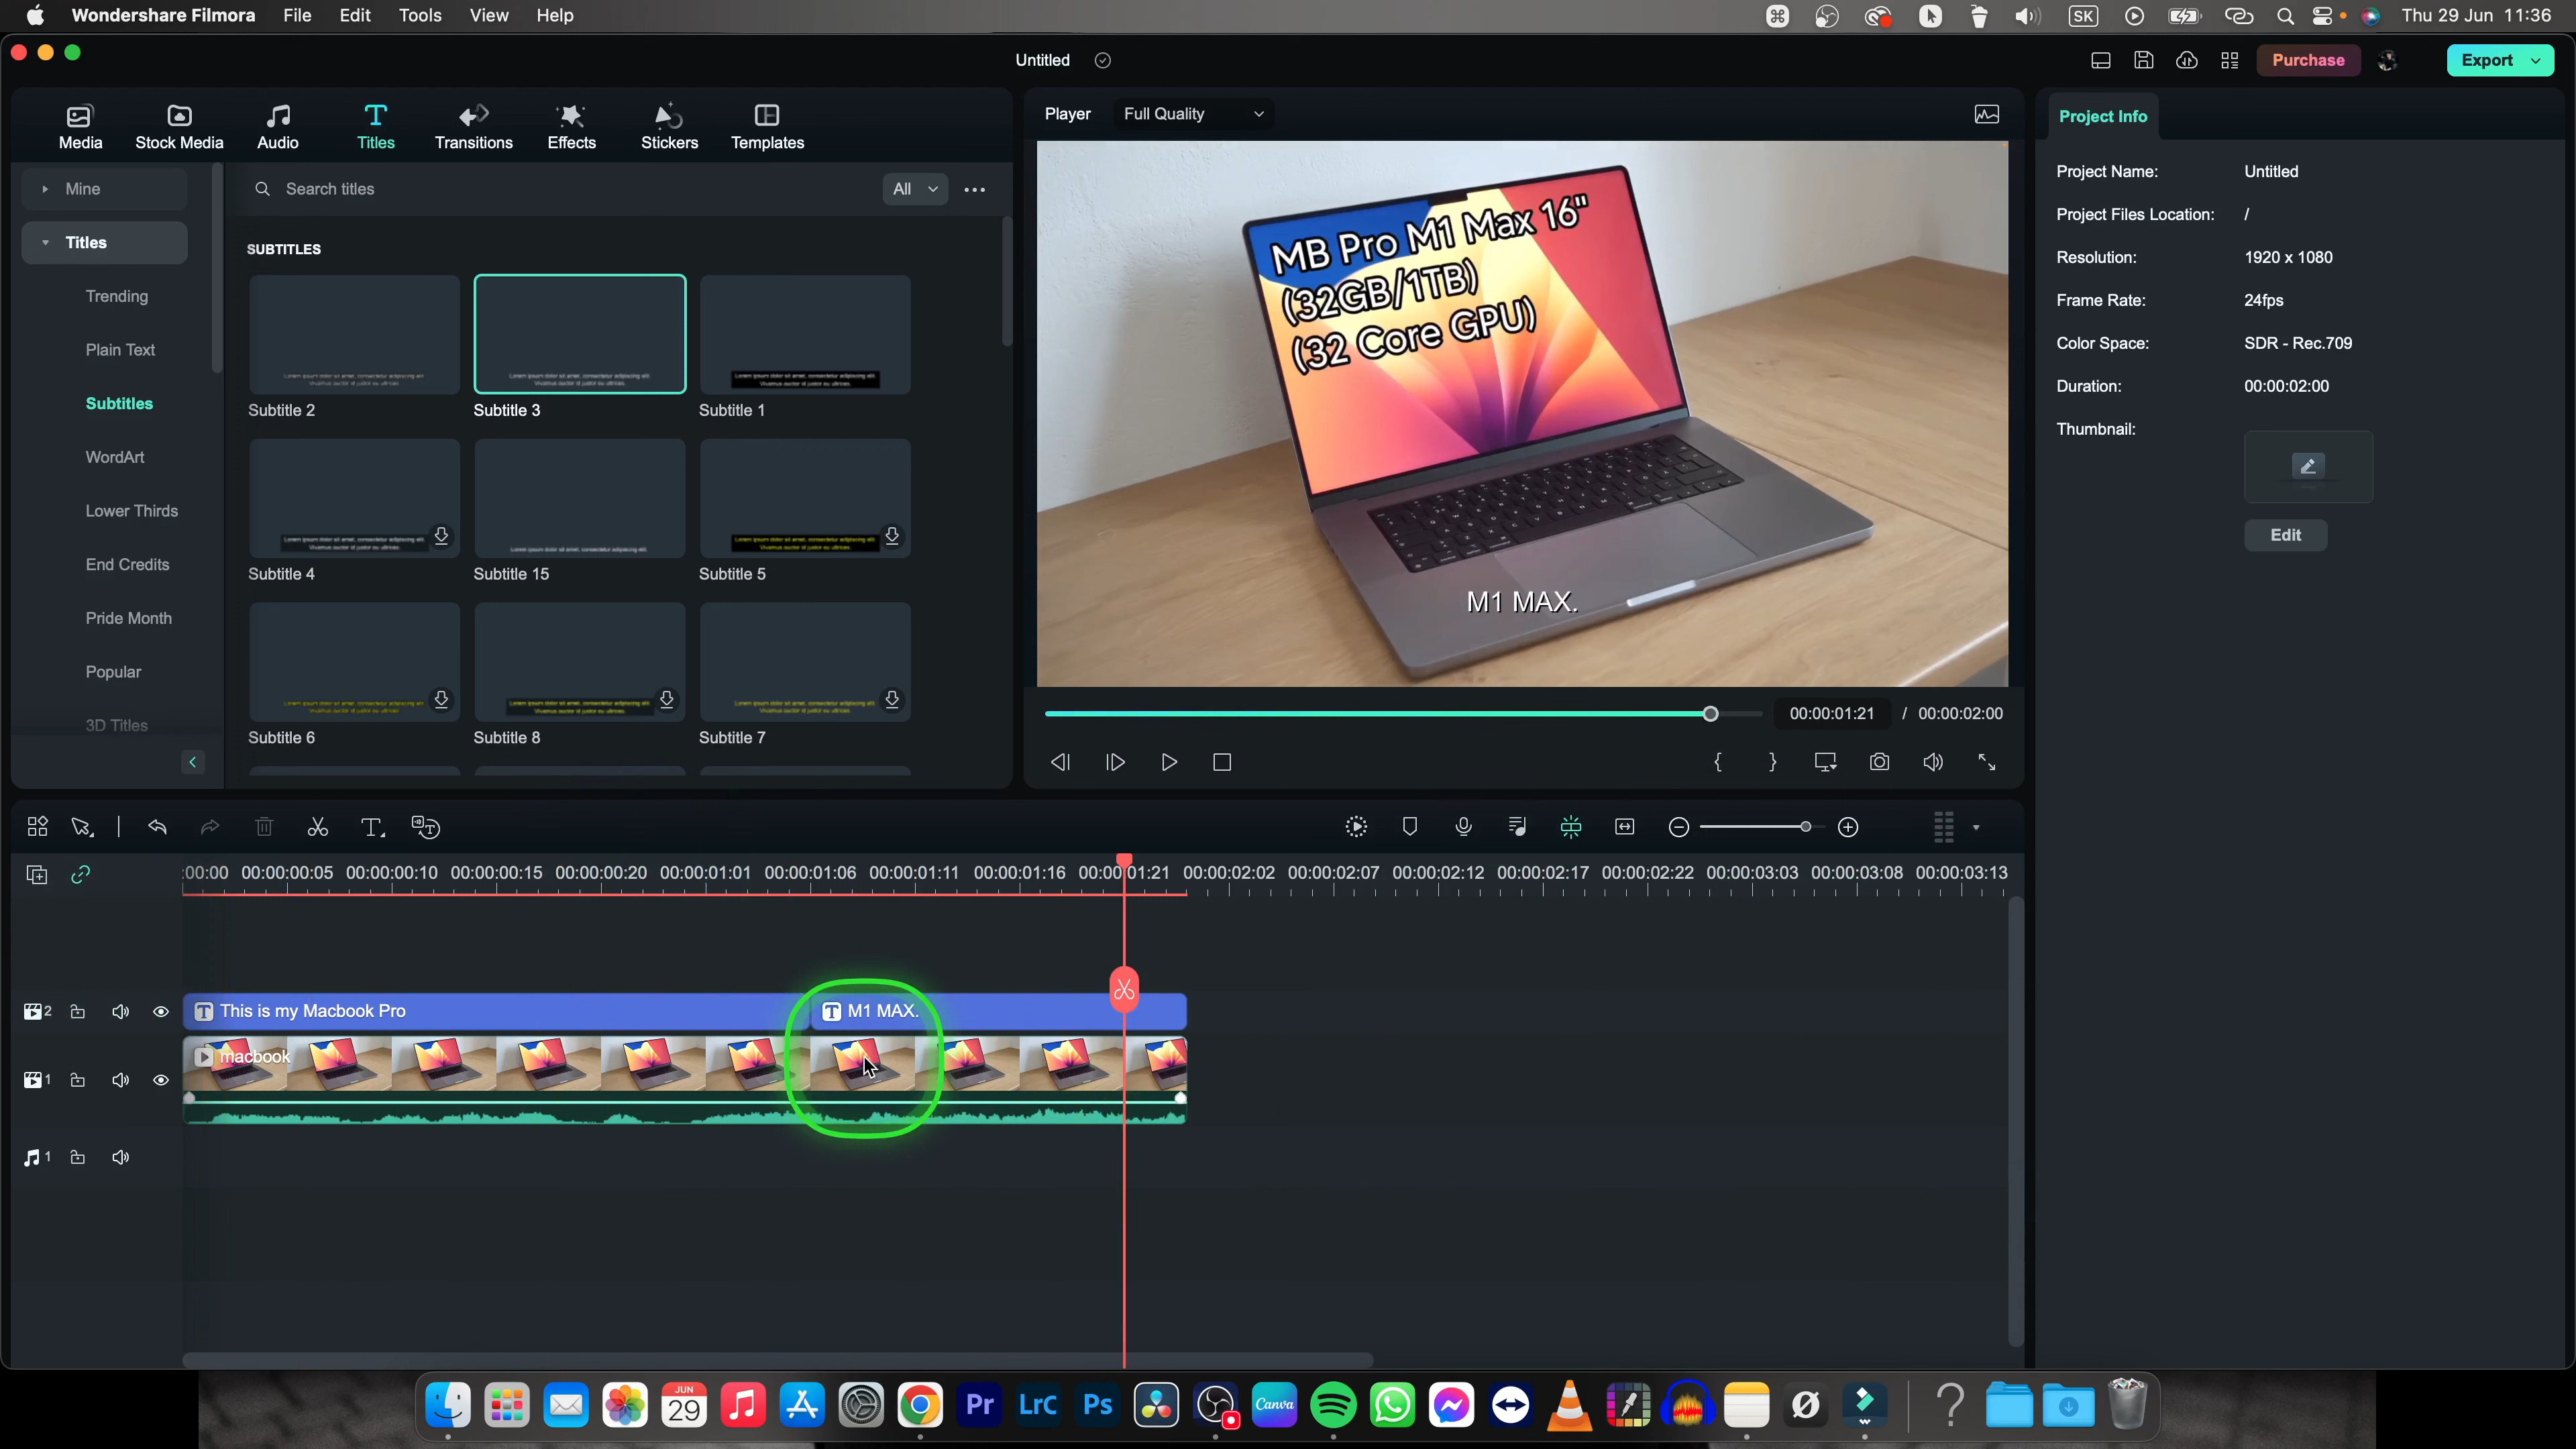 Wondershare Filmora File Edit Tools View Help
SK
Thu 29 Jun 11:36
Untitled
Purchase
Export
Media
Stock Media
Audio
Titles
Transitions
Effects
Stickers
Templates
Mine
Titles
Trending
Plain Text
Subtitles
WordArt
Lower Thirds
End Credits
Pride Month
Popular
3D Titles
Search titles
All
SUBTITLES
Subtitle 2
Subtitle 3
Subtitle 1
Subtitle 4
Subtitle 15
Subtitle 5
Subtitle 6
Subtitle 8
Subtitle 7
Player
Full Quality
MB Pro M1 Max 16"
(32GB/1TB)
(32 Core GPU)
M1 MAX.
00:00:01:21 / 00:00:02:00
Project Info
Project Name: Untitled
Project Files Location: /
Resolution: 1920 x 1080
Frame Rate: 24fps
Color Space: SDR - Rec.709
Duration: 00:00:02:00
Thumbnail:
Edit
:00:00 00:00:00:05 00:00:00:10 00:00:00:15 00:00:00:20 00:00:01:01 00:00:01:06 00:00:01:11 00:00:01:16 00:00:01:21 00:00:02:02 00:00:02:07 00:00:02:12 00:00:02:17 00:00:02:22 00:00:03:03 00:00:03:08 00:00:03:13
2
This is my Macbook Pro
M1 MAX.
1
macbook
1
JUN
29
Pr
LrC
Ps
Canva